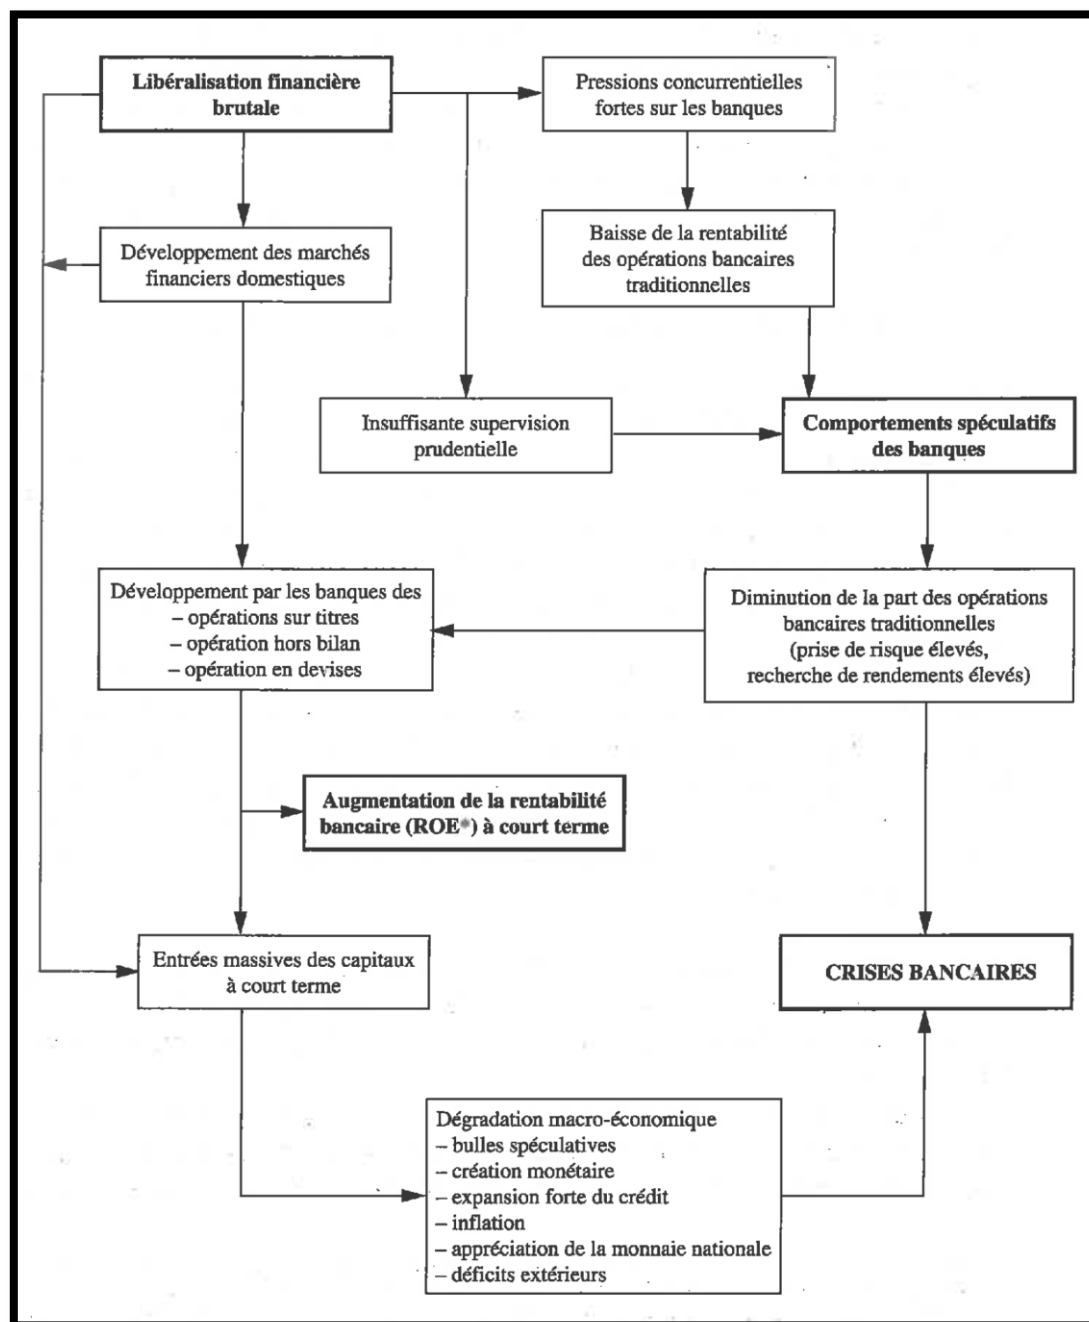 Libéralisation financière
brutale
Pressions concurrentielles
fortes sur les banques
Développement des marchés
financiers domestiques
Baisse de la rentabilité
des opérations bancaires
traditionnelles
Insuffisante supervision
prudentielle
Comportements spéculatifs
des banques
Développement par les banques des
– opérations sur titres
– opération hors bilan
– opération en devises
Diminution de la part des opérations
bancaires traditionnelles
(prise de risque élevés,
recherche de rendements élevés)
Augmentation de la rentabilité
bancaire (ROE*) à court terme
Entrées massives des capitaux
à court terme
CRISES BANCAIRES
Dégradation macro-économique
– bulles spéculatives
– création monétaire
– expansion forte du crédit
– inflation
– appréciation de la monnaie nationale
– déficits extérieurs